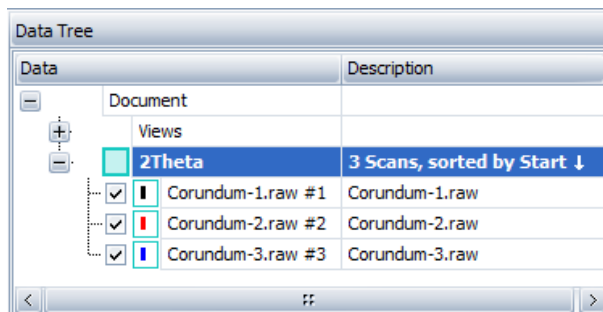 Data Tree
Data Description
Document
Views
2Theta 3 Scans, sorted by Start ↓
Corundum-1.raw #1 Corundum-1.raw
Corundum-2.raw #2 Corundum-2.raw
Corundum-3.raw #3 Corundum-3.raw